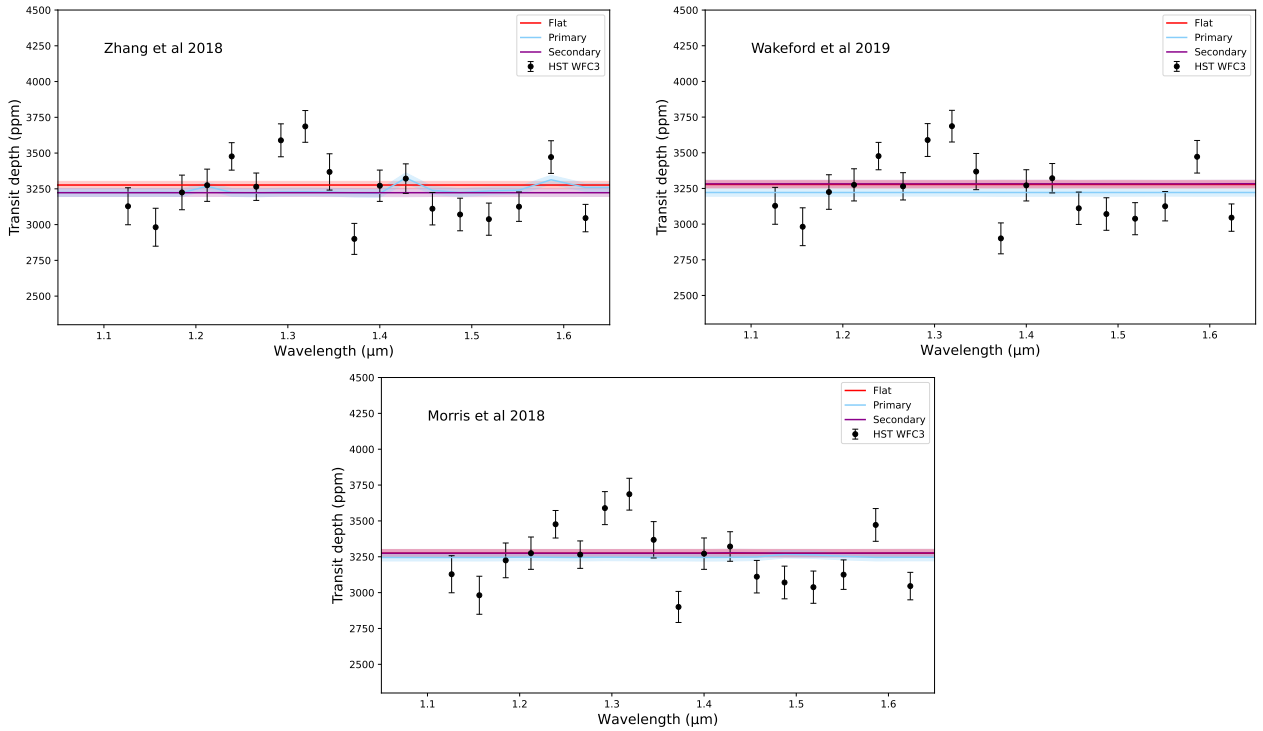 4500
4250
4000
3750
3500
3250
3000
2750
2500
Transit depth (ppm)
Zhang et al 2018
Flat
Primary
Secondary
HST WFC3
1.1 1.2 1.3 1.4 1.5 1.6
Wavelength (μm)
4500
4250
4000
3750
3500
3250
3000
2750
2500
Transit depth (ppm)
Wakeford et al 2019
Flat
Primary
Secondary
HST WFC3
1.1 1.2 1.3 1.4 1.5 1.6
Wavelength (μm)
4500
4250
4000
3750
3500
3250
3000
2750
2500
Transit depth (ppm)
Morris et al 2018
Flat
Primary
Secondary
HST WFC3
1.1 1.2 1.3 1.4 1.5 1.6
Wavelength (μm)